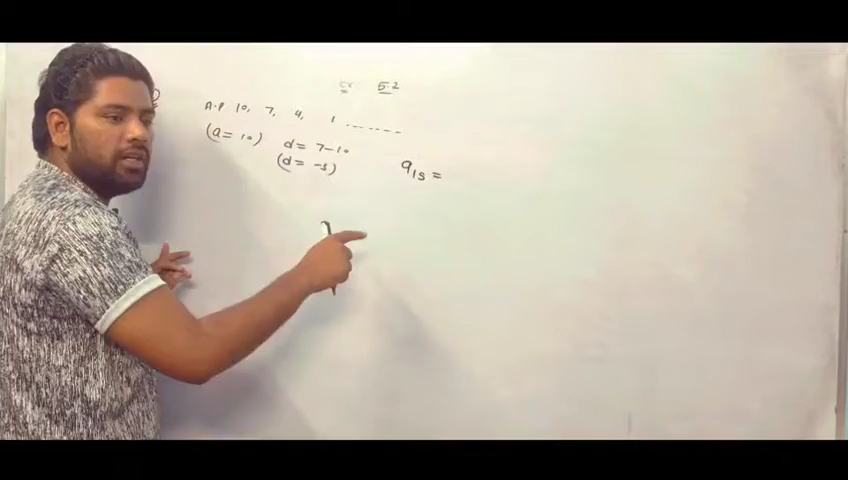 Ex 5.2
A.P 10, 7, 4, 1 .......
(a = 10) d = 7-10
(d = -3) a15 =